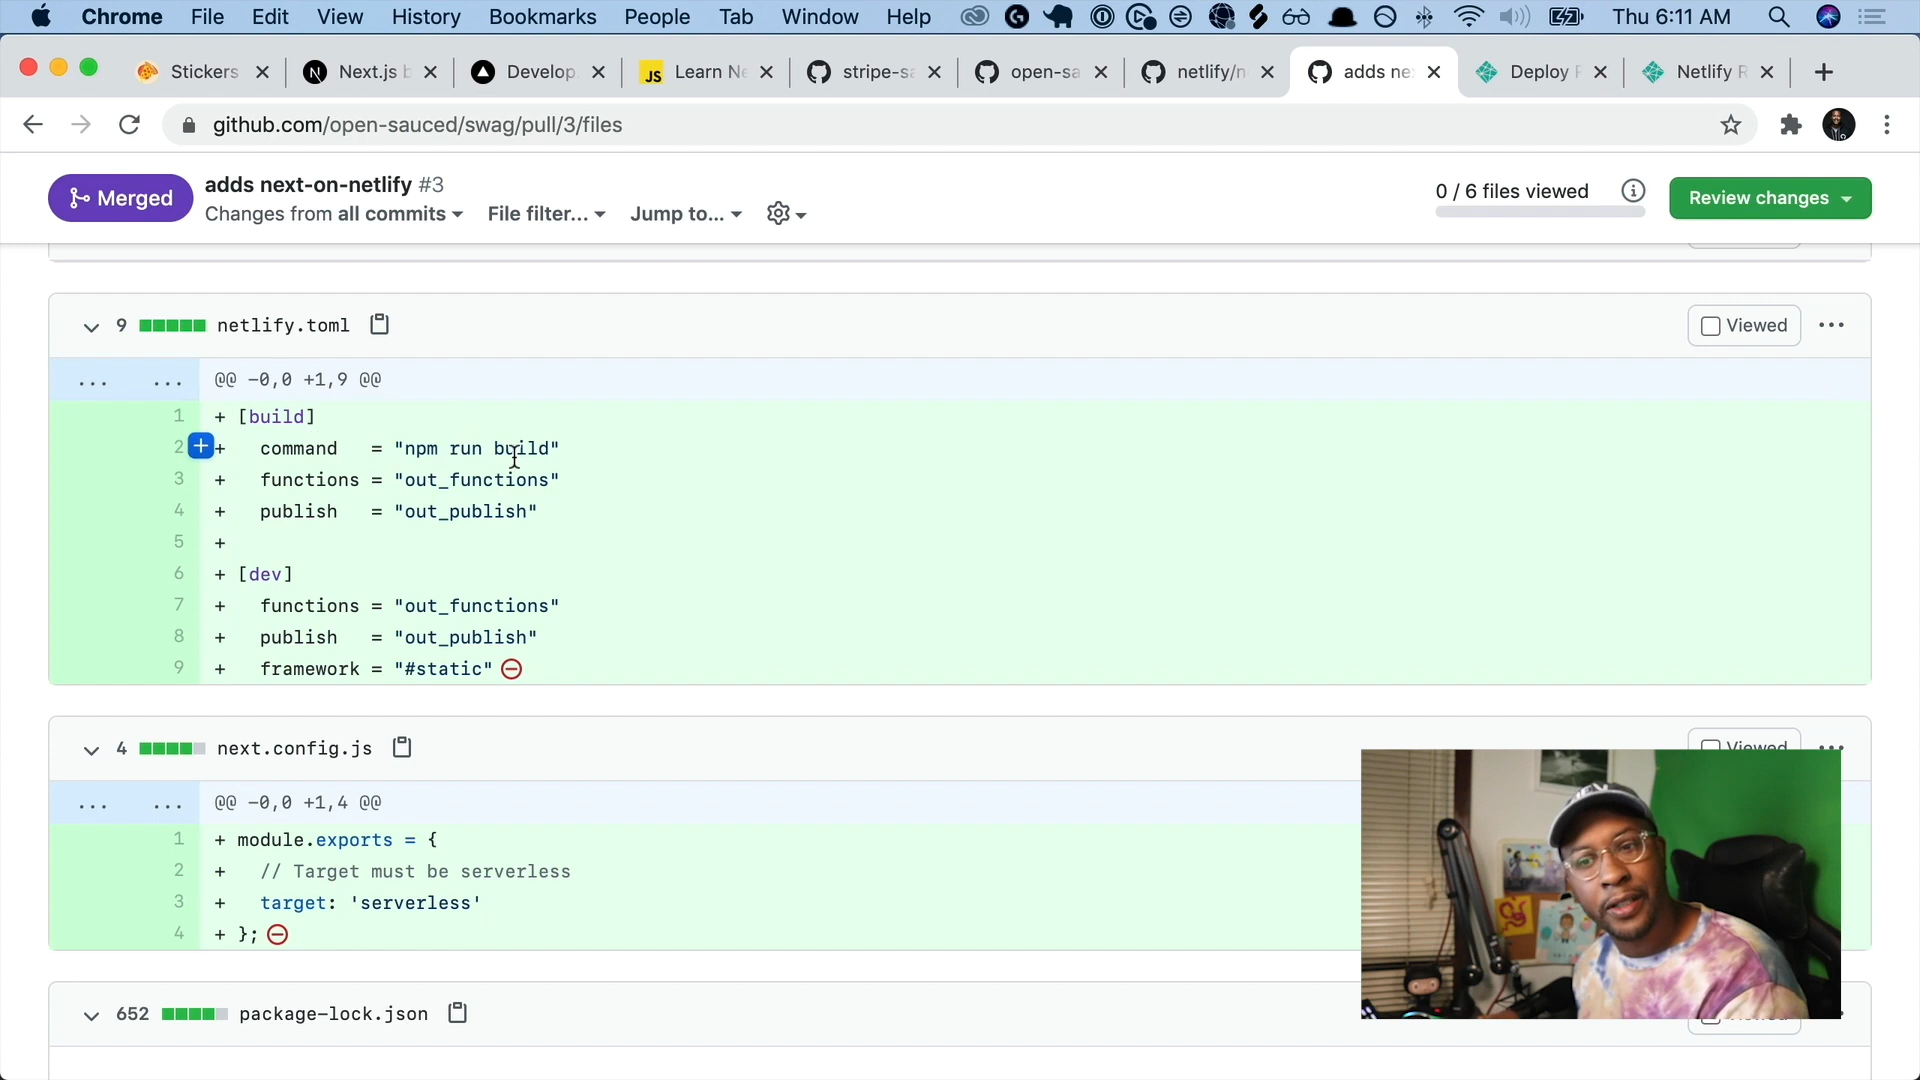 Chrome File Edit View History Bookmarks People Tab Window Help Thu 6:11 AM
Stickers Next.js b Develop. Learn Ne stripe-sa open-sa netlify/n adds ne Deploy Netlify R
github.com/open-sauced/swag/pull/3/files
Merged
adds next-on-netlify #3
Changes from all commits File filter... Jump to...
0 / 6 files viewed
Review changes
9 netlify.toml Viewed
... ... @@ -0,0 +1,9 @@
1 + [build]
2 + command = "npm run build"
3 + functions = "out_functions"
4 + publish = "out_publish"
5 +
6 + [dev]
7 + functions = "out_functions"
8 + publish = "out_publish"
9 + framework = "#static"
4 next.config.js Viewed
... ... @@ -0,0 +1,4 @@
1 + module.exports = {
2 + // Target must be serverless
3 + target: 'serverless'
4 + };
652 package-lock.json